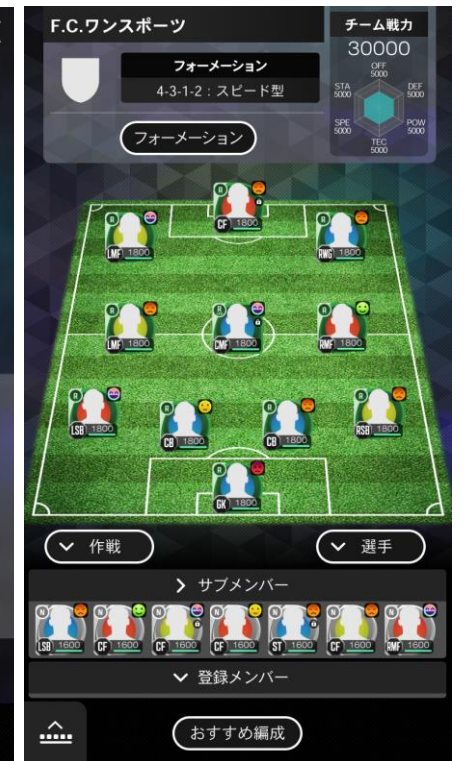 F.C.ワンスポーツ
フォーメーション
4-3-1-2：スピード型
フォーメーション
チーム戦力
30000
OFF
5000
STA
5000
DEF
5000
SPE
5000
POW
5000
TEC
5000
R
CF 1800
R
LMF 1800
R
RWG 1800
R
LMF 1800
R
CMF 1800
R
RMF 1800
R
LSB 1800
R
CB 1800
R
CB 1800
R
RSB 1800
R
GK 1800
作戦
選手
サブメンバー
N N N N N N N
LSB 1600 CF 1600 CF 1600 CF 1600 ST 1600 CF 1600 RMF 1600
登録メンバー
おすすめ編成